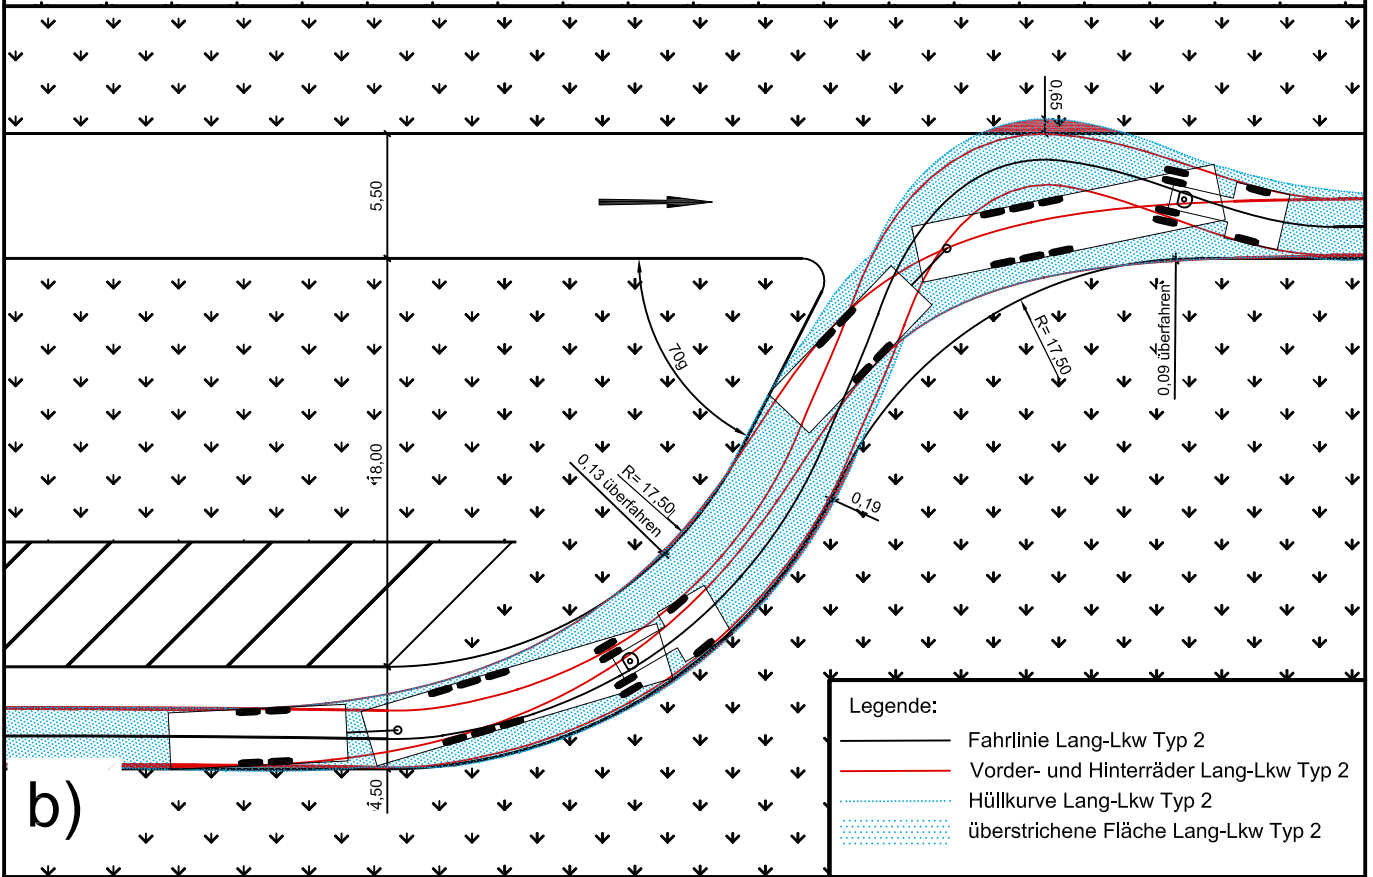 0,65
5,50
70g
R= 17,50
0,09 überfahren
18,00
R= 17,50
0,13 überfahren
0,19
4,50
b)
Legende:
Fahrlinie Lang-Lkw Typ 2
Vorder- und Hinterräder Lang-Lkw Typ 2
Hüllkurve Lang-Lkw Typ 2
überstrichene Fläche Lang-Lkw Typ 2